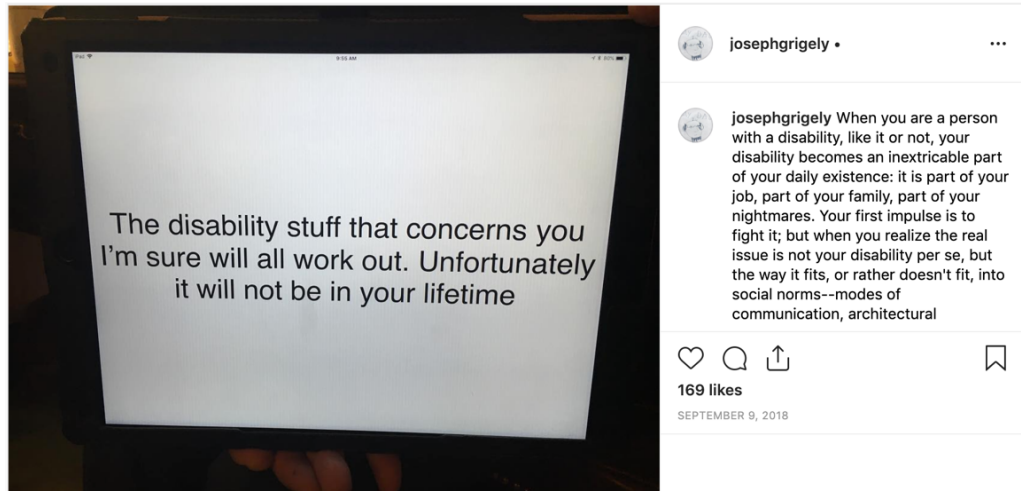 iPad
9:55 AM
80%
The disability stuff that concerns you
I'm sure will all work out. Unfortunately
it will not be in your lifetime
josephgrigely •
josephgrigely When you are a person
with a disability, like it or not, your
disability becomes an inextricable part
of your daily existence: it is part of your
job, part of your family, part of your
nightmares. Your first impulse is to
fight it; but when you realize the real
issue is not your disability per se, but
the way it fits, or rather doesn't fit, into
social norms--modes of
communication, architectural
169 likes
SEPTEMBER 9, 2018